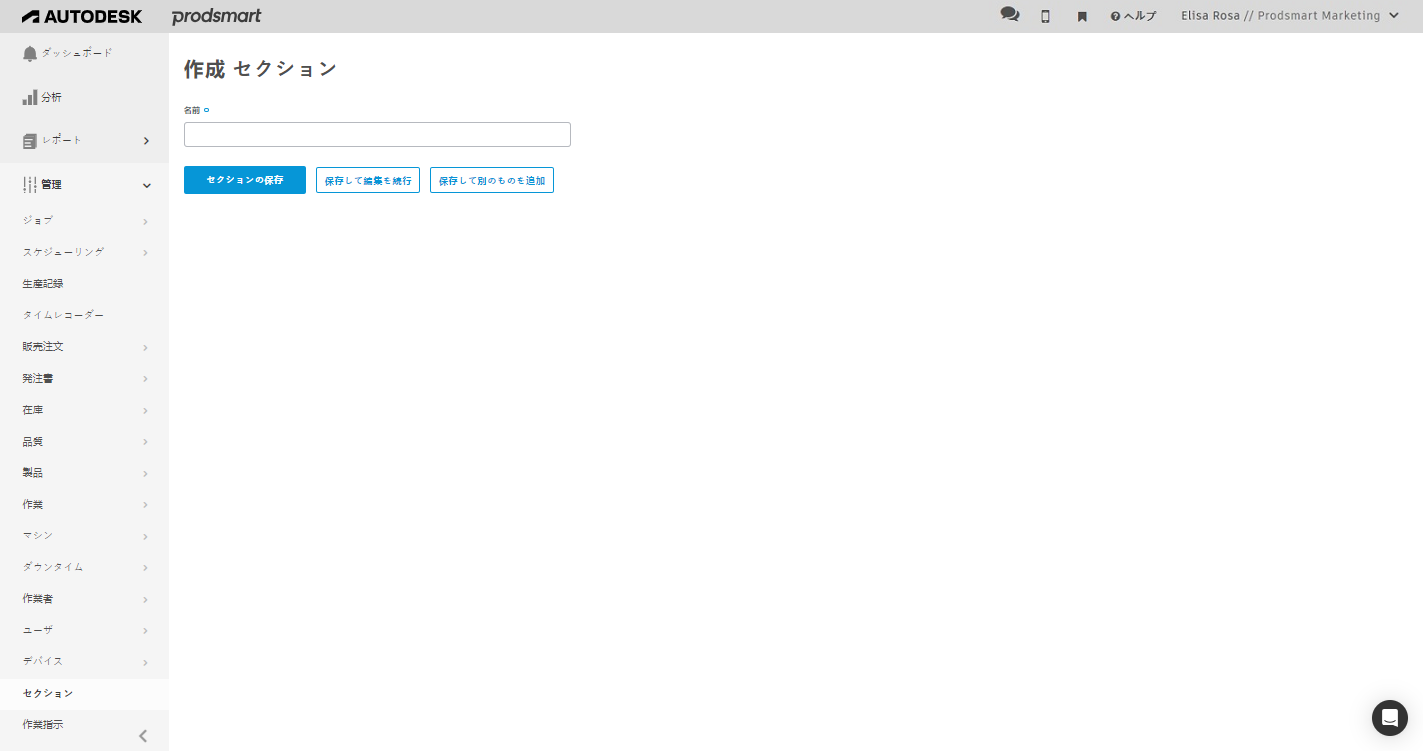 AUTODESK prodsmart ヘルプ Elisa Rosa // Prodsmart Marketing
ダッシュボード
分析
レポート
管理
ジョブ
スケジューリング
生産記録
タイムレコーダー
販売注文
発注書
在庫
品質
製品
作業
マシン
ダウンタイム
作業者
ユーザ
デバイス
セクション
作業指示
作成 セクション
名前
セクションの保存 保存して編集を続行 保存して別のものを追加